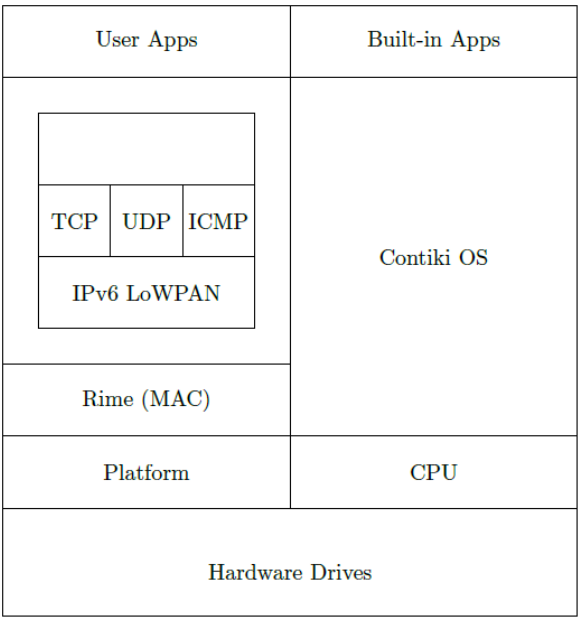 User Apps
Built-in Apps
TCP
UDP
ICMP
IPv6 LoWPAN
Contiki OS
Rime (MAC)
Platform
CPU
Hardware Drives